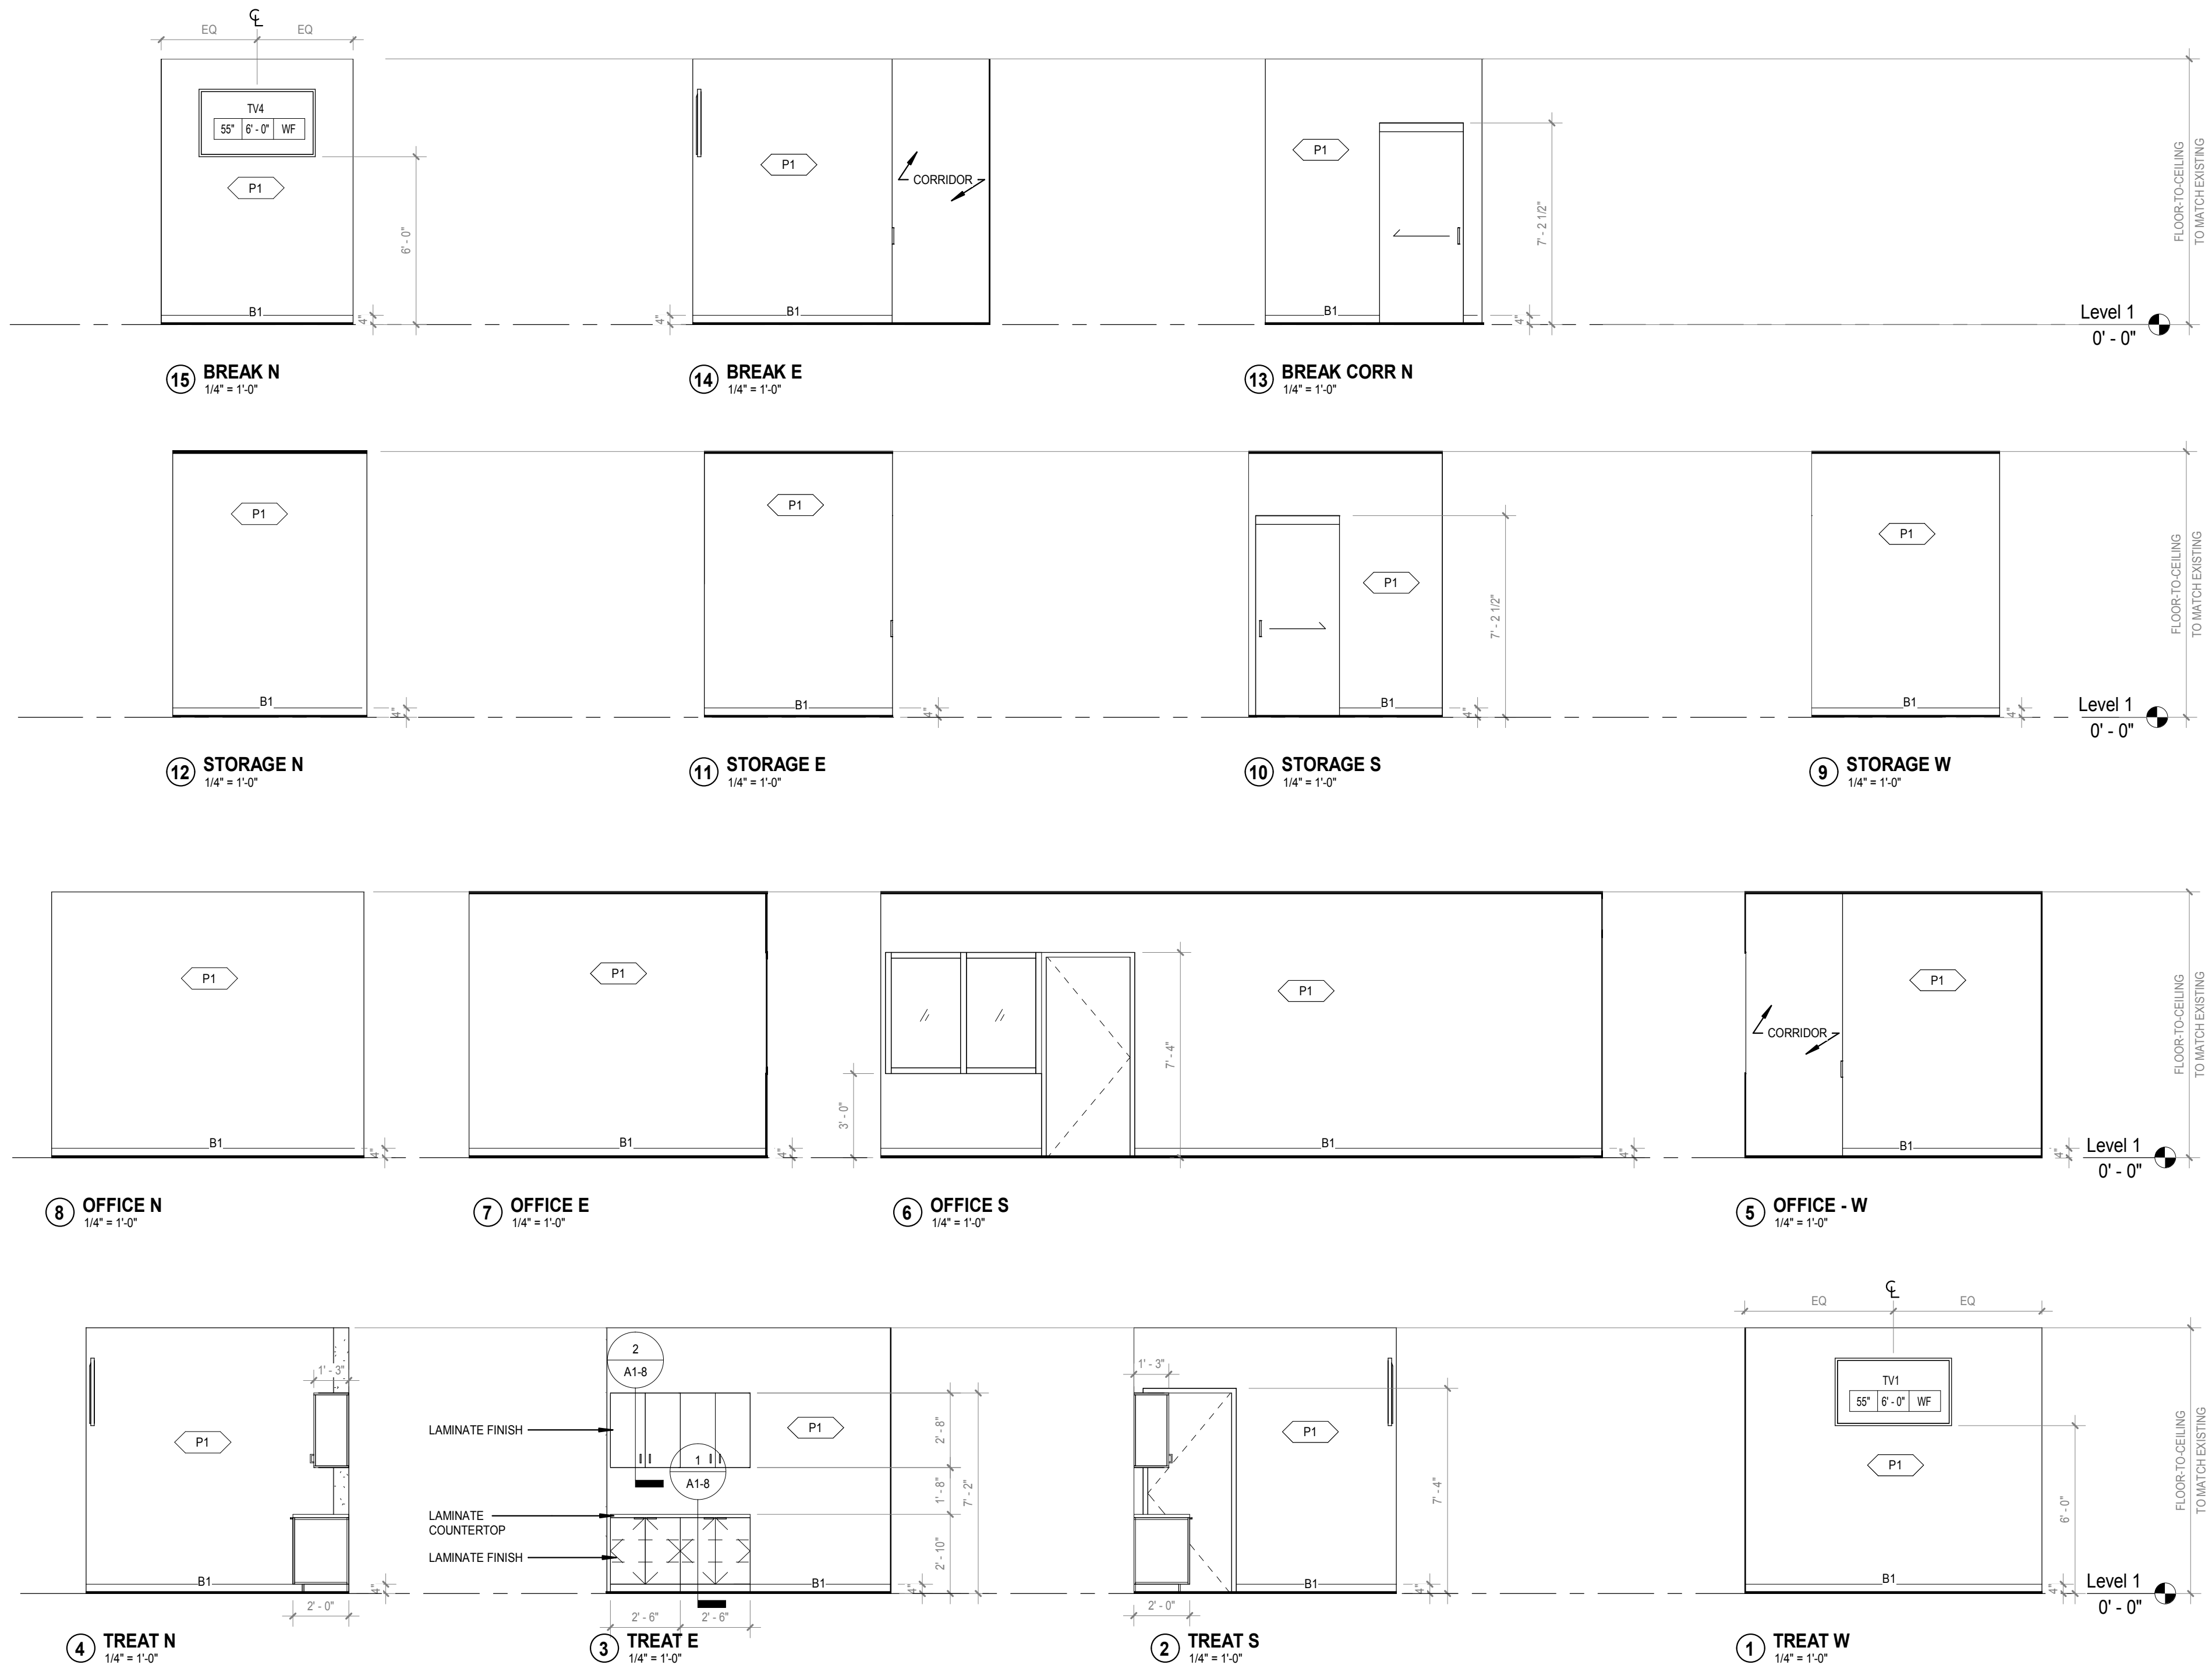 ℄
EQ EQ
TV4
55" 6' - 0" WF
P1
6' - 0"
B1
4"
15 BREAK N
1/4" = 1'-0"
P1
CORRIDOR
B1
4"
14 BREAK E
1/4" = 1'-0"
P1
7' - 2 1/2"
B1
4"
13 BREAK CORR N
1/4" = 1'-0"
FLOOR-TO-CEILING
TO MATCH EXISTING
Level 1
0' - 0"
P1
B1
4"
12 STORAGE N
1/4" = 1'-0"
P1
B1
4"
11 STORAGE E
1/4" = 1'-0"
P1
7' - 2 1/2"
B1
4"
10 STORAGE S
1/4" = 1'-0"
P1
B1
4"
9 STORAGE W
1/4" = 1'-0"
FLOOR-TO-CEILING
TO MATCH EXISTING
Level 1
0' - 0"
P1
B1
4"
8 OFFICE N
1/4" = 1'-0"
P1
B1
4"
7 OFFICE E
1/4" = 1'-0"
3' - 0"
7' - 4"
P1
B1
4"
6 OFFICE S
1/4" = 1'-0"
CORRIDOR
P1
B1
4"
5 OFFICE - W
1/4" = 1'-0"
FLOOR-TO-CEILING
TO MATCH EXISTING
Level 1
0' - 0"
1' - 3"
P1
B1
4"
2' - 0"
4 TREAT N
1/4" = 1'-0"
2
A1-8
LAMINATE FINISH
P1
1
A1-8
LAMINATE
COUNTERTOP
LAMINATE FINISH
2' - 8"
1' - 8"
7' - 2"
2' - 10"
B1
4"
2' - 6" 2' - 6"
3 TREAT E
1/4" = 1'-0"
1' - 3"
P1
7' - 4"
B1
4"
2' - 0"
2 TREAT S
1/4" = 1'-0"
℄
EQ EQ
TV1
55" 6' - 0" WF
P1
6' - 0"
B1
4"
1 TREAT W
1/4" = 1'-0"
FLOOR-TO-CEILING
TO MATCH EXISTING
Level 1
0' - 0"